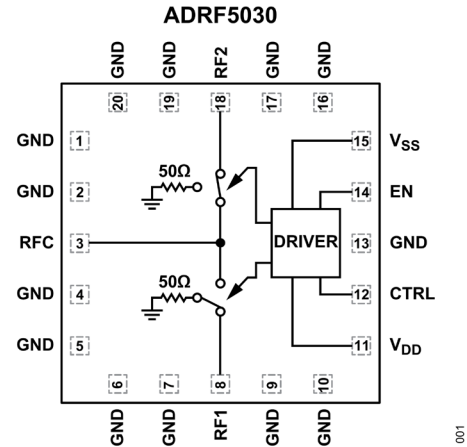 ADRF5030
GND
GND
RF2
GND
GND
20
19
18
17
16
GND
1
15
VSS
GND
2
50Ω
14
EN
RFC
3
DRIVER
13
GND
GND
4
50Ω
12
CTRL
GND
5
11
VDD
6
7
8
9
10
GND
GND
RF1
GND
GND
001